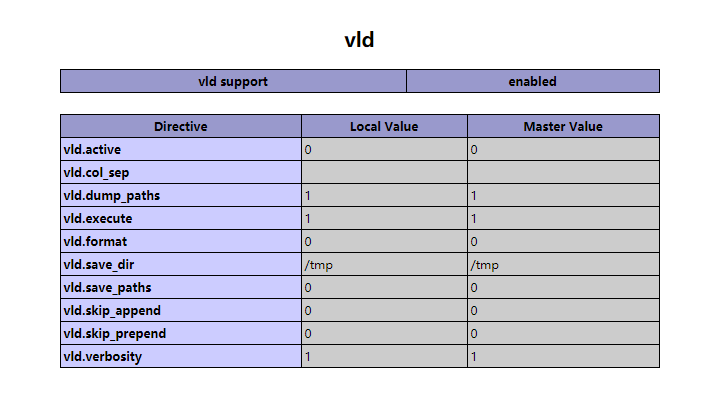 vld
vld support enabled
Directive Local Value Master Value
vld.active 0 0
vld.col_sep
vld.dump_paths 1 1
vld.execute 1 1
vld.format 0 0
vld.save_dir /tmp /tmp
vld.save_paths 0 0
vld.skip_append 0 0
vld.skip_prepend 0 0
vld.verbosity 1 1